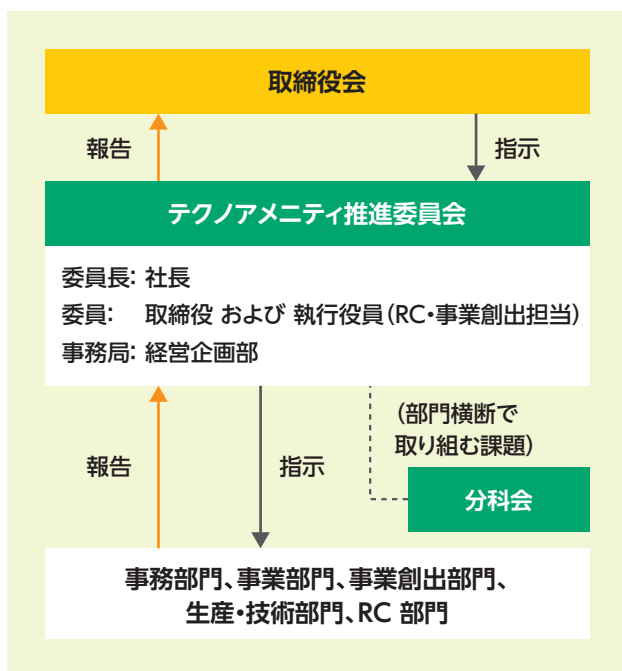 取締役会
報告
指示
テクノアメニティ推進委員会
委員長: 社長
委員: 取締役 および 執行役員(RC・事業創出担当)
事務局: 経営企画部
(部門横断で
取り組む課題)
報告
指示
分科会
事務部門、事業部門、事業創出部門、
生産・技術部門、RC 部門